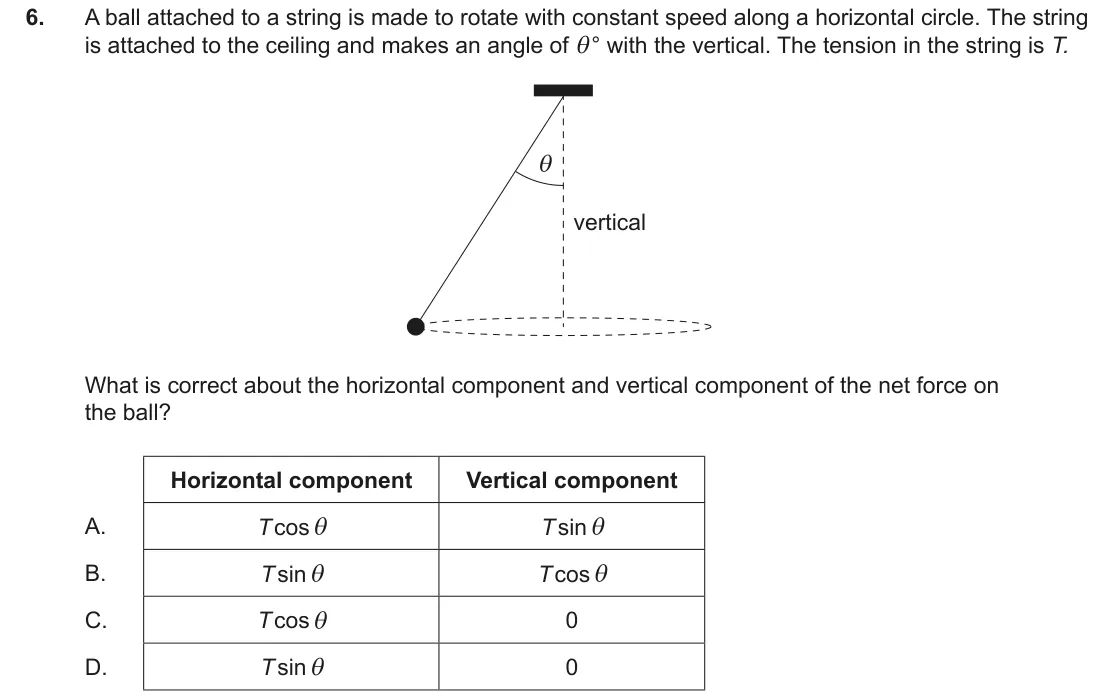 6. A ball attached to a string is made to rotate with constant speed along a horizontal circle. The string
is attached to the ceiling and makes an angle of θ° with the vertical. The tension in the string is T.
θ
vertical
What is correct about the horizontal component and vertical component of the net force on
the ball?
Horizontal component Vertical component
A. T cos θ T sin θ
B. T sin θ T cos θ
C. T cos θ 0
D. T sin θ 0